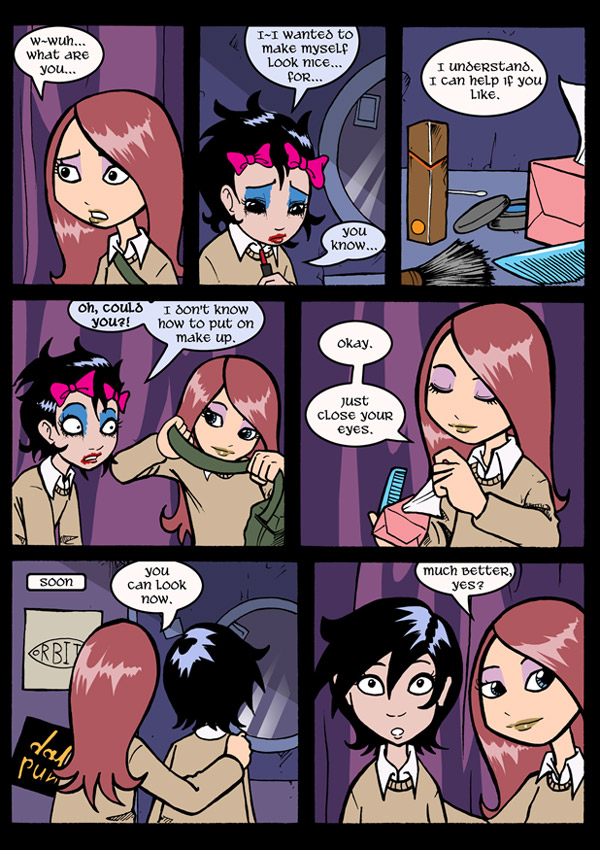 W-WUH...
WHAT ARE
YOU...
I-I WANTED TO
MAKE MYSELF
LOOK NICE...
FOR...
YOU
KNOW...
I UNDERSTAND.
I CAN HELP IF YOU
LIKE.
OH, COULD
YOU?!
I DON'T KNOW
HOW TO PUT ON
MAKE UP.
OKAY.
JUST
CLOSE YOUR
EYES.
SOON
YOU
CAN LOOK
NOW.
ORBIT
daf
punk
MUCH BETTER,
YES?